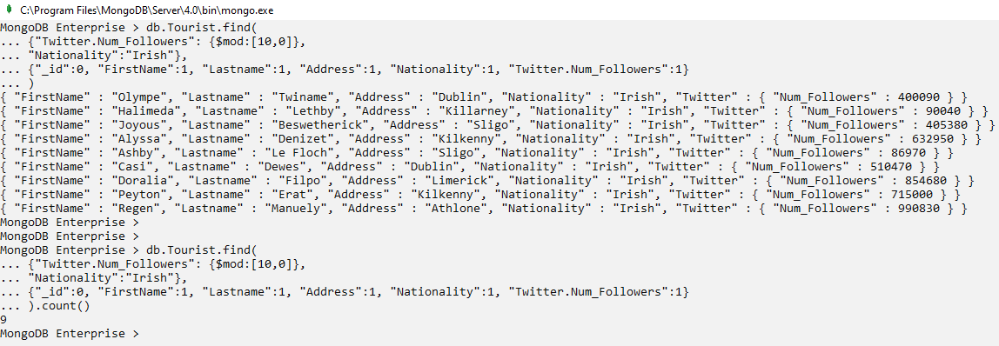 C:\Program Files\MongoDB\Server\4.0\bin\mongo.exe
MongoDB Enterprise > db.Tourist.find(
... {"Twitter.Num_Followers": {$mod:[10,0]},
... "Nationality":"Irish"},
... {"_id":0, "FirstName":1, "Lastname":1, "Address":1, "Nationality":1, "Twitter.Num_Followers":1}
... )
{ "FirstName" : "Olympe", "Lastname" : "Twiname", "Address" : "Dublin", "Nationality" : "Irish", "Twitter" : { "Num_Followers" : 400090 } }
{ "FirstName" : "Halimeda", "Lastname" : "Lethby", "Address" : "Killarney", "Nationality" : "Irish", "Twitter" : { "Num_Followers" : 90040 } }
{ "FirstName" : "Joyous", "Lastname" : "Beswetherick", "Address" : "Sligo", "Nationality" : "Irish", "Twitter" : { "Num_Followers" : 405380 } }
{ "FirstName" : "Alyssa", "Lastname" : "Denizet", "Address" : "Kilkenny", "Nationality" : "Irish", "Twitter" : { "Num_Followers" : 632950 } }
{ "FirstName" : "Ashby", "Lastname" : "Le Floch", "Address" : "Sligo", "Nationality" : "Irish", "Twitter" : { "Num_Followers" : 86970 } }
{ "FirstName" : "Casi", "Lastname" : "Dewes", "Address" : "Dublin", "Nationality" : "Irish", "Twitter" : { "Num_Followers" : 510470 } }
{ "FirstName" : "Doralia", "Lastname" : "Filpo", "Address" : "Limerick", "Nationality" : "Irish", "Twitter" : { "Num_Followers" : 854680 } }
{ "FirstName" : "Peyton", "Lastname" : "Erat", "Address" : "Kilkenny", "Nationality" : "Irish", "Twitter" : { "Num_Followers" : 715000 } }
{ "FirstName" : "Regen", "Lastname" : "Manuely", "Address" : "Athlone", "Nationality" : "Irish", "Twitter" : { "Num_Followers" : 990830 } }
MongoDB Enterprise >
MongoDB Enterprise >
MongoDB Enterprise > db.Tourist.find(
... {"Twitter.Num_Followers": {$mod:[10,0]},
... "Nationality":"Irish"},
... {"_id":0, "FirstName":1, "Lastname":1, "Address":1, "Nationality":1, "Twitter.Num_Followers":1}
... ).count()
9
MongoDB Enterprise >